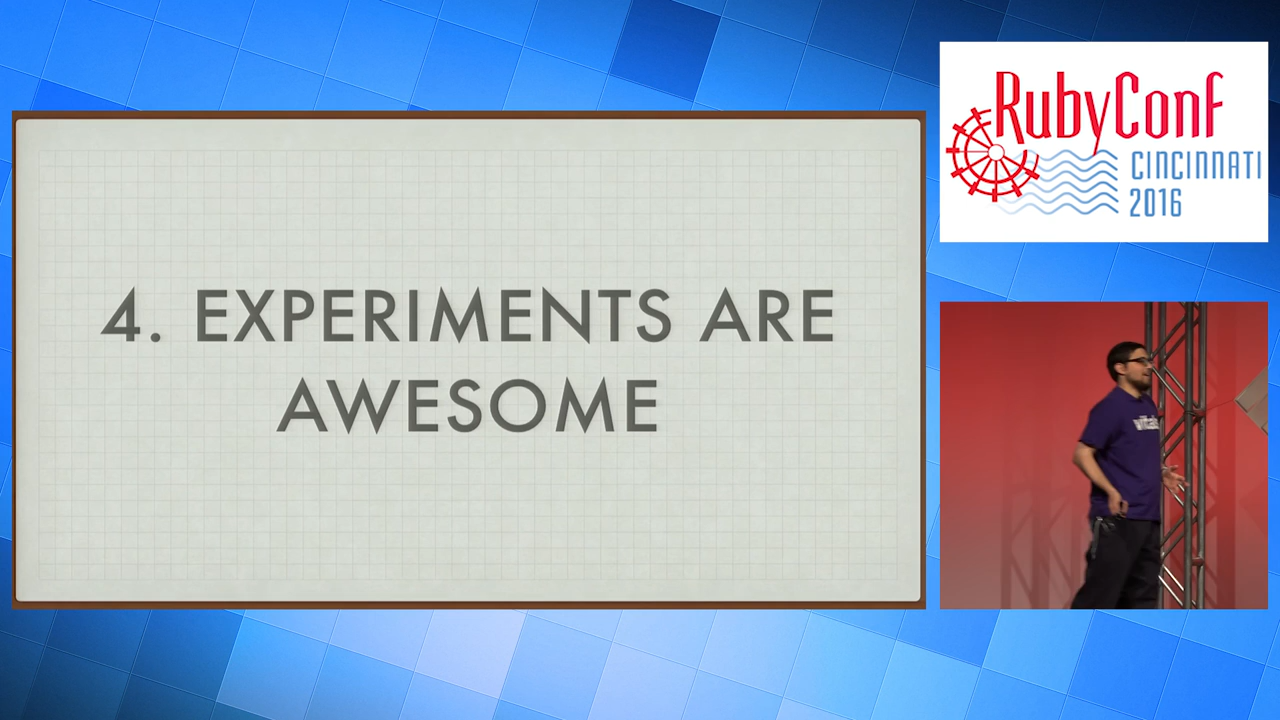 4. EXPERIMENTS ARE
AWESOME
RubyConf
CINCINNATI
2016